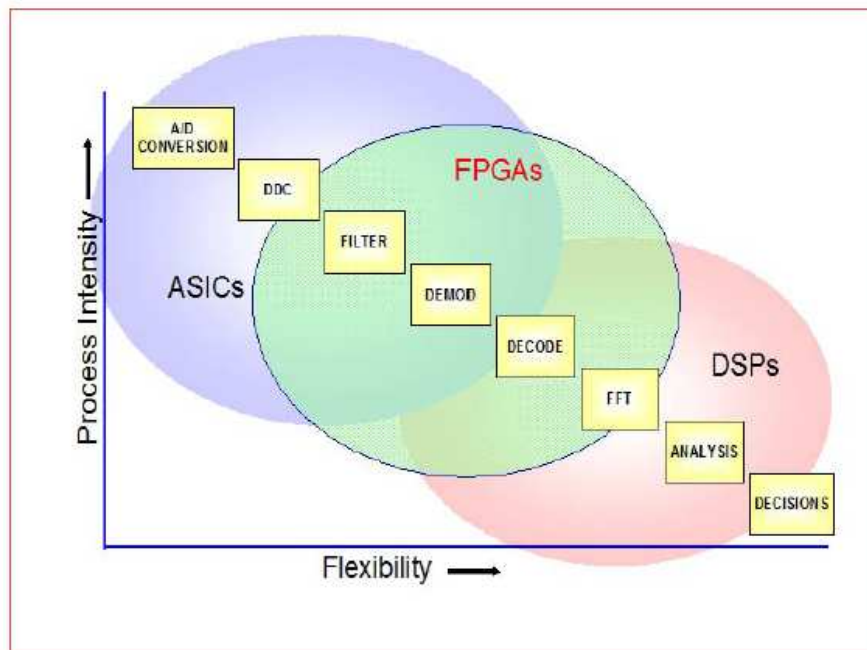 A/D
CONVERSION
FPGAs
DDC
FILTER
ASICs
DEMOD
DECODE
DSPs
FFT
ANALYSIS
DECISIONS
Process Intensity
Flexibility